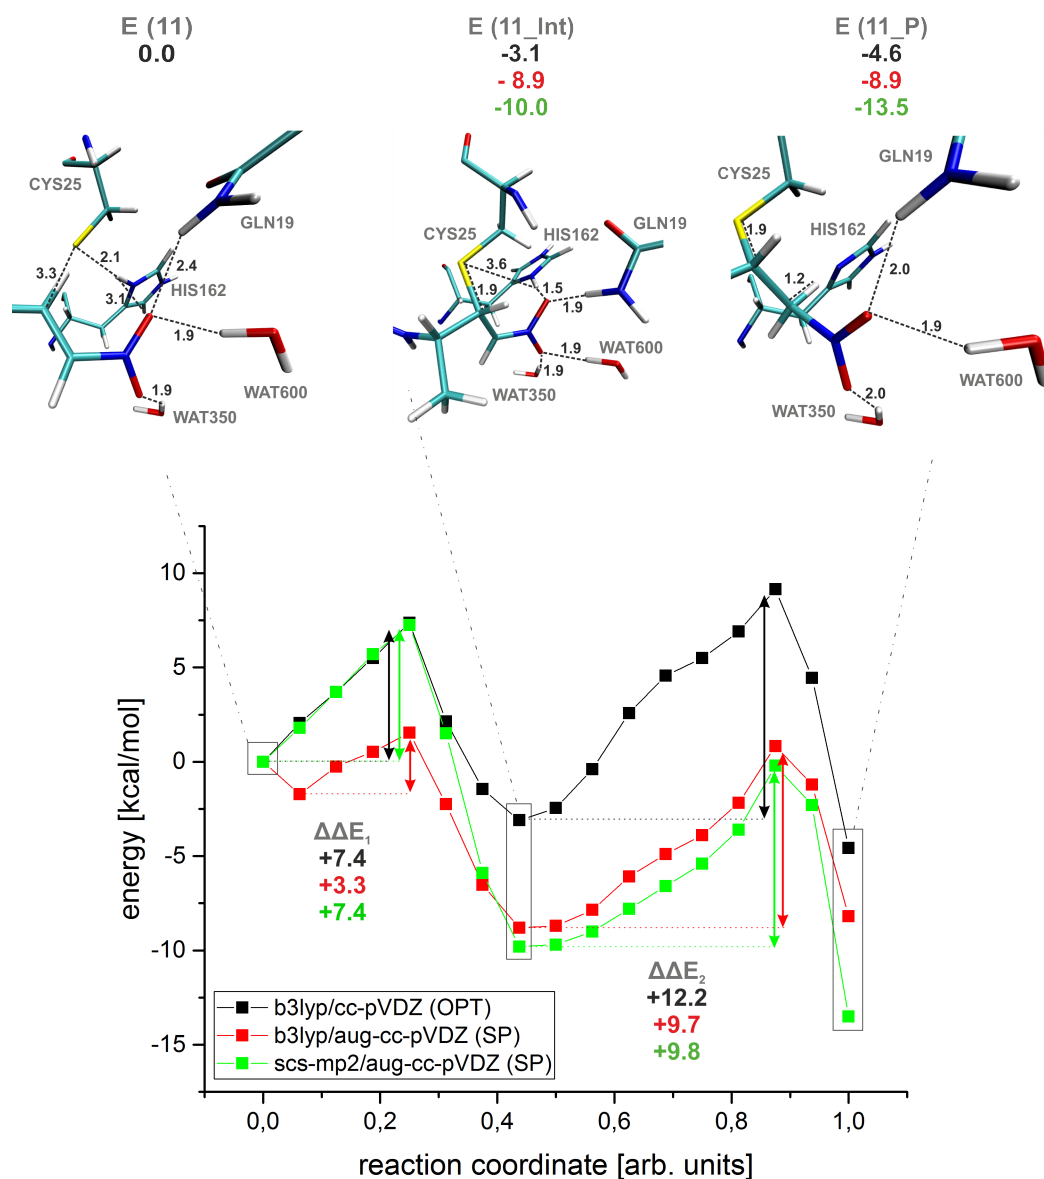 E (11)
0.0
E (11_Int)
-3.1
- 8.9
-10.0
E (11_P)
-4.6
-8.9
-13.5
CYS25
GLN19
2.1
2.4
3.3
HIS162
3.1
1.9
WAT600
1.9
WAT350
CYS25
HIS162
GLN19
3.6
1.5
1.9
1.9
WAT600
1.9
WAT350
GLN19
CYS25
HIS162
1.9
2.0
1.2
1.9
WAT600
WAT350
2.0
energy [kcal/mol]
10
5
0
-5
-10
-15
ΔΔE1
+7.4
+3.3
+7.4
ΔΔE2
+12.2
+9.7
+9.8
b3lyp/cc-pVDZ (OPT)
b3lyp/aug-cc-pVDZ (SP)
scs-mp2/aug-cc-pVDZ (SP)
0,0 0,2 0,4 0,6 0,8 1,0
reaction coordinate [arb. units]